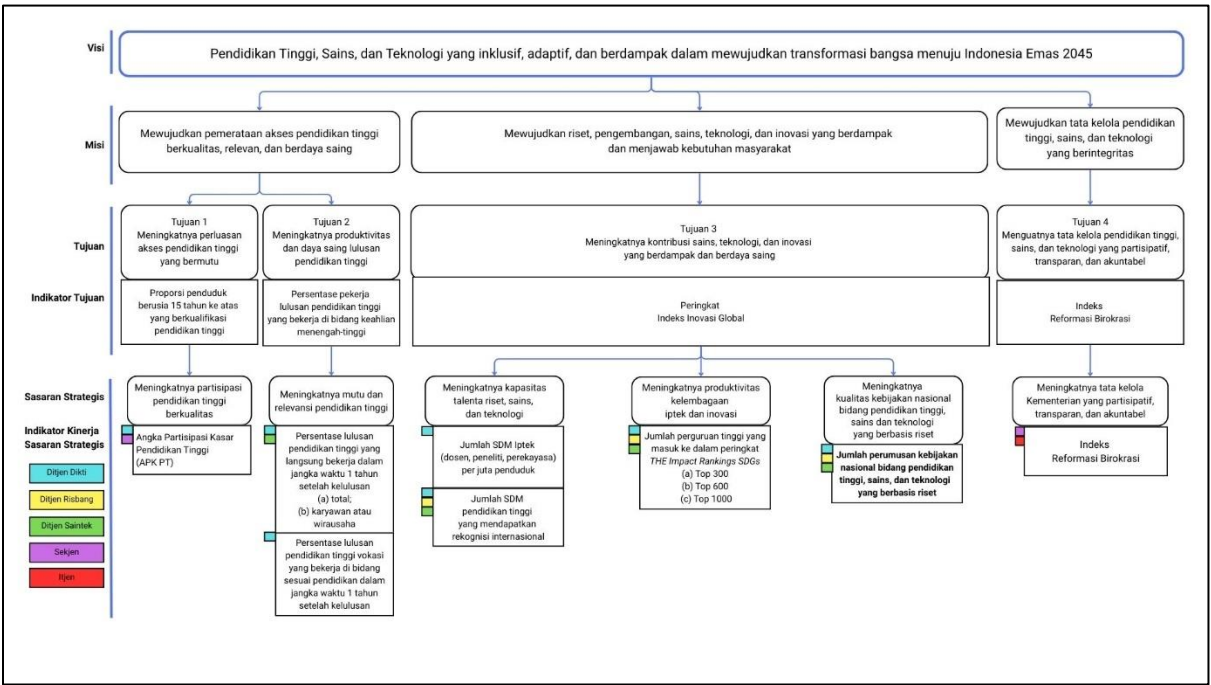 Visi
Pendidikan Tinggi, Sains, dan Teknologi yang inklusif, adaptif, dan berdampak dalam mewujudkan transformasi bangsa menuju Indonesia Emas 2045
Misi
Mewujudkan pemerataan akses pendidikan tinggi
berkualitas, relevan, dan berdaya saing
Mewujudkan riset, pengembangan, sains, teknologi, dan inovasi yang berdampak
dan menjawab kebutuhan masyarakat
Mewujudkan tata kelola pendidikan
tinggi, sains, dan teknologi
yang berintegritas
Tujuan
Tujuan 1
Meningkatnya perluasan
akses pendidikan tinggi
yang bermutu
Tujuan 2
Meningkatnya produktivitas
dan daya saing lulusan
pendidikan tinggi
Tujuan 3
Meningkatnya kontribusi sains, teknologi, dan inovasi
yang berdampak dan berdaya saing
Tujuan 4
Menguatnya tata kelola pendidikan tinggi,
sains, dan teknologi yang partisipatif,
transparan, dan akuntabel
Indikator Tujuan
Proporsi penduduk
berusia 15 tahun ke atas
yang berkualifikasi
pendidikan tinggi
Persentase pekerja
lulusan pendidikan tinggi
yang bekerja di bidang keahlian
menengah-tinggi
Peringkat
Indeks Inovasi Global
Indeks
Reformasi Birokrasi
Sasaran Strategis
Meningkatnya partisipasi
pendidikan tinggi
berkualitas
Meningkatnya mutu dan
relevansi pendidikan tinggi
Meningkatnya kapasitas
talenta riset, sains,
dan teknologi
Meningkatnya produktivitas
kelembagaan
iptek dan inovasi
Meningkatnya
kualitas kebijakan nasional
bidang pendidikan tinggi,
sains dan teknologi
yang berbasis riset
Meningkatnya tata kelola
Kementerian yang partisipatif,
transparan, dan akuntabel
Indikator Kinerja
Sasaran Strategis
Angka Partisipasi Kasar
Pendidikan Tinggi
(APK PT)
Persentase lulusan
pendidikan tinggi yang
langsung bekerja dalam
jangka waktu 1 tahun
setelah kelulusan
(a) total;
(b) karyawan atau
wirausaha
Persentase lulusan
pendidikan tinggi vokasi
yang bekerja di bidang
sesuai pendidikan dalam
jangka waktu 1 tahun
setelah kelulusan
Jumlah SDM Iptek
(dosen, peneliti, perekayasa)
per juta penduduk
Jumlah SDM
pendidikan tinggi
yang mendapatkan
rekognisi internasional
Jumlah perguruan tinggi yang
masuk ke dalam peringkat
THE Impact Rankings SDGs
(a) Top 300
(b) Top 600
(c) Top 1000
Jumlah perumusan kebijakan
nasional bidang pendidikan
tinggi, sains, dan teknologi
yang berbasis riset
Indeks
Reformasi Birokrasi
Ditjen Dikti
Ditjen Risbang
Ditjen Saintek
Sekjen
Itjen